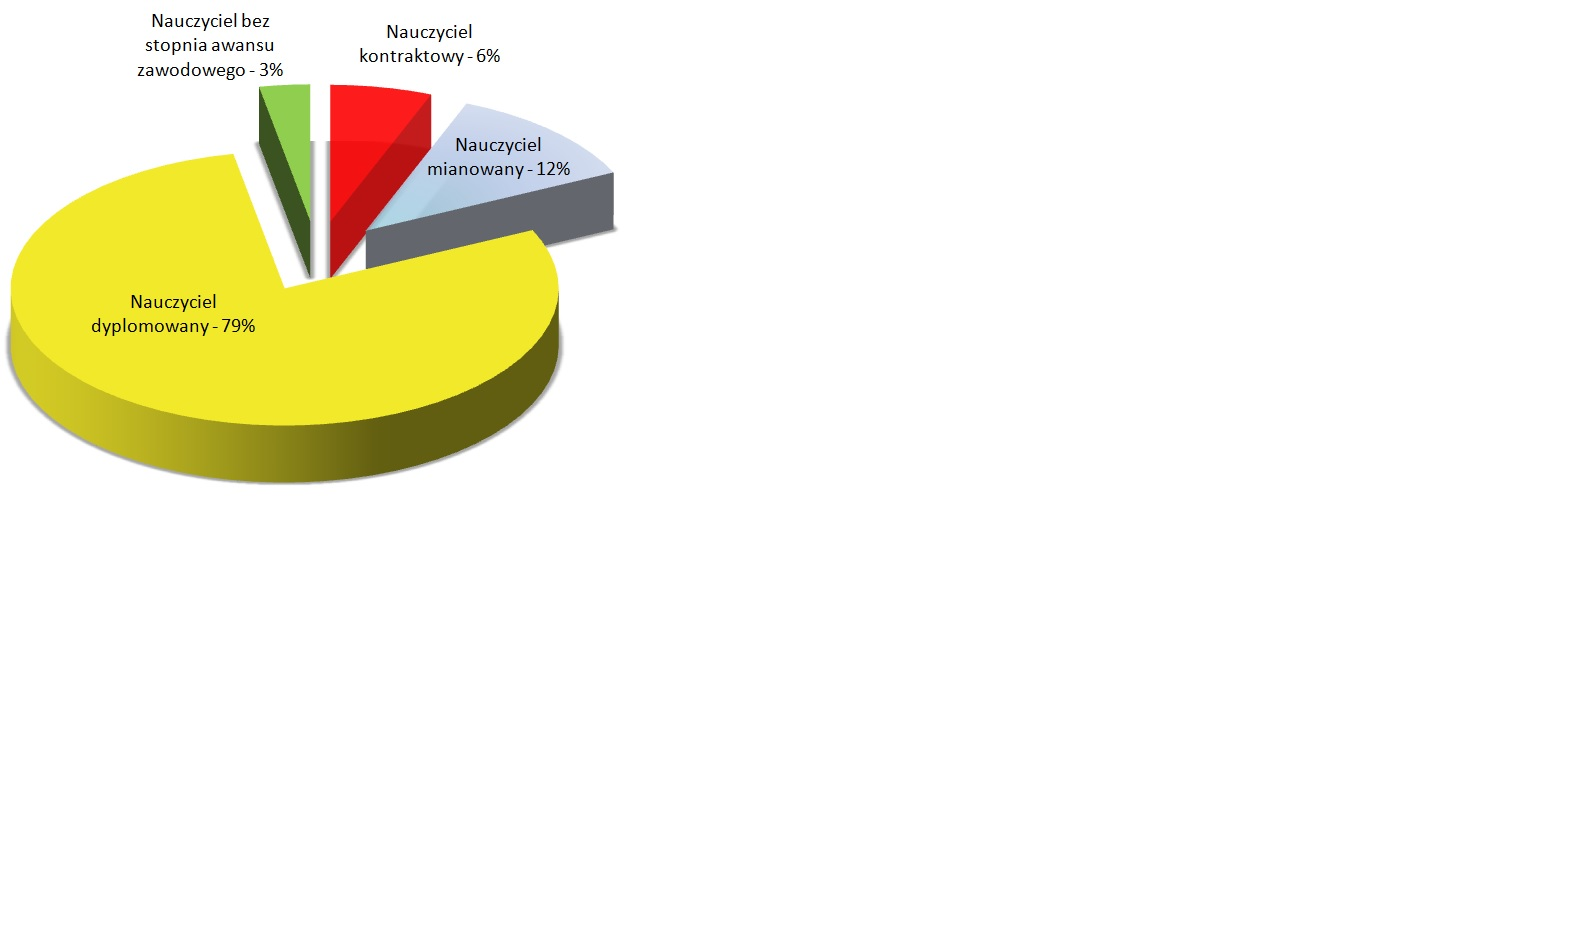 Nauczyciel bez
stopnia awansu
zawodowego - 3%
Nauczyciel
kontraktowy - 6%
Nauczyciel
mianowany - 12%
Nauczyciel
dyplomowany - 79%